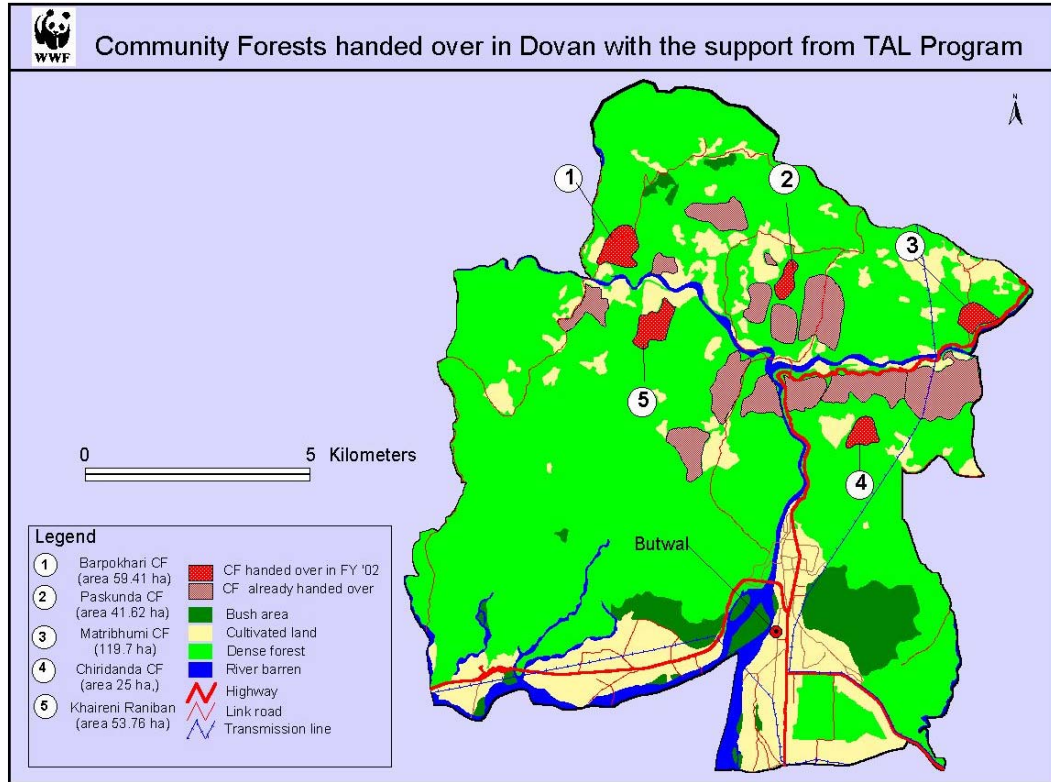 WWF
Community Forests handed over in Dovan with the support from TAL Program
N
1
2
3
5
4
0 5 Kilometers
Butwal
Legend
1 Barpokhari CF
(area 59.41 ha)
2 Paskunda CF
(area 41.62 ha)
3 Matribhumi CF
(119.7 ha)
4 Chiridanda CF
(area 25 ha,)
5 Khaireni Raniban
(area 53.76 ha)
CF handed over in FY '02
CF already handed over
Bush area
Cultivated land
Dense forest
River barren
Highway
Link road
Transmission line